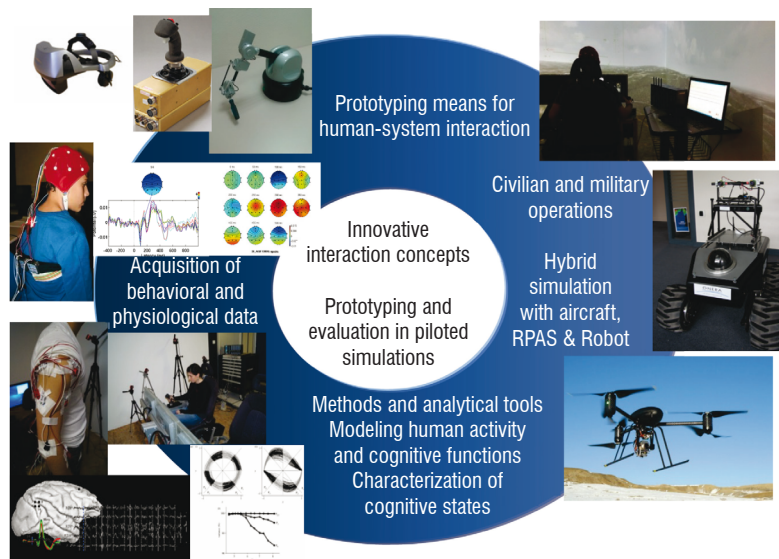 Prototyping means for
human-system interaction
Civilian and military
operations
Innovative
interaction concepts
Acquisition of
behavioral and
physiological data
Hybrid
simulation
with aircraft,
RPAS & Robot
Prototyping and
evaluation in piloted
simulations
Methods and analytical tools
Modeling human activity
and cognitive functions
Characterization of
cognitive states
ONERA